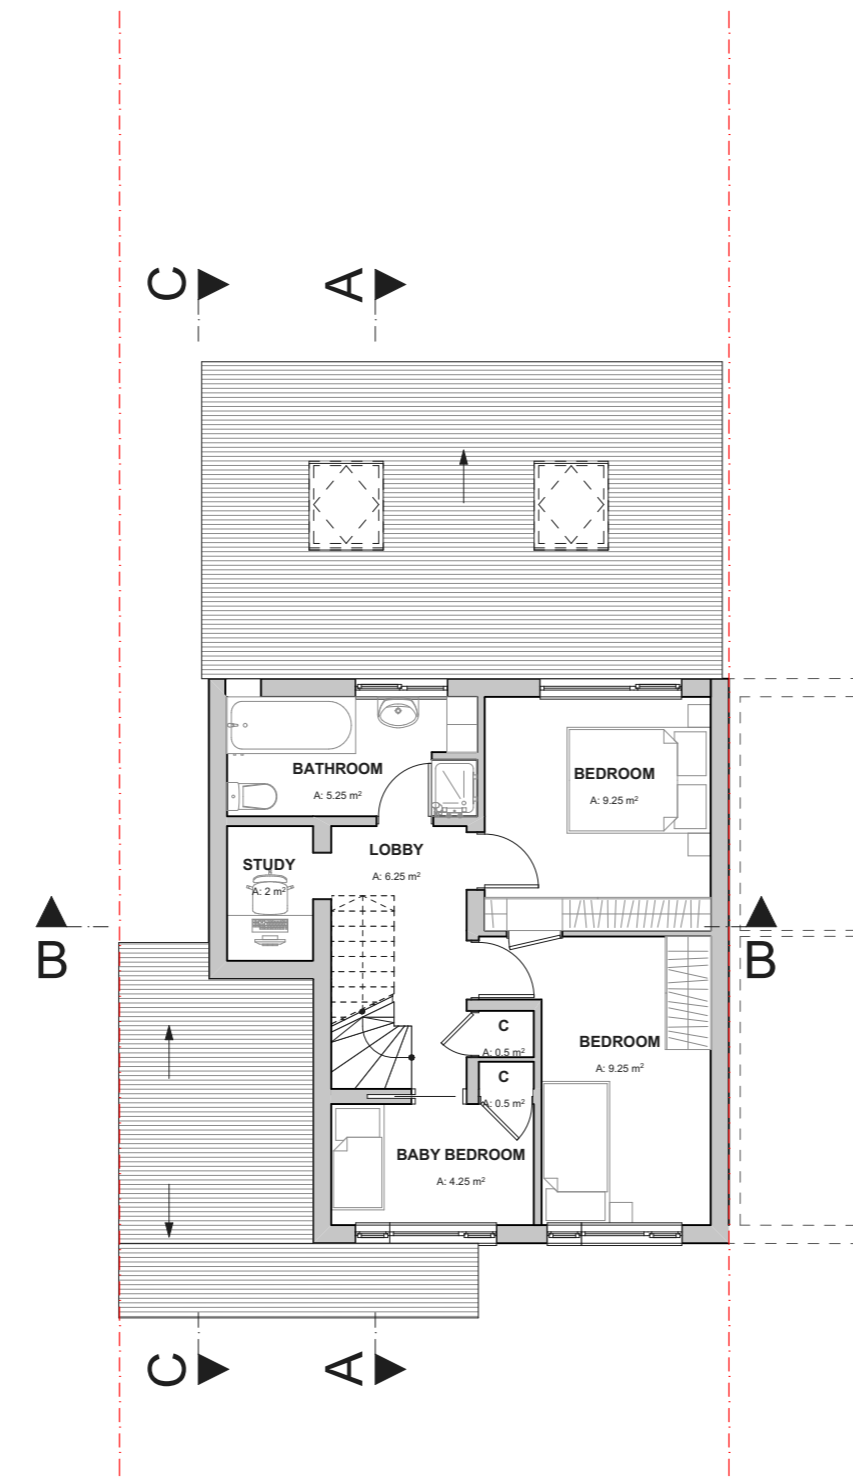 C
A
BATHROOM
A: 5.25 m²
BEDROOM
A: 9.25 m²
LOBBY
A: 6.25 m²
STUDY
A: 2 m²
B
B
C
A: 0.5 m²
BEDROOM
A: 9.25 m²
C
A: 0.5 m²
BABY BEDROOM
A: 4.25 m²
C
A